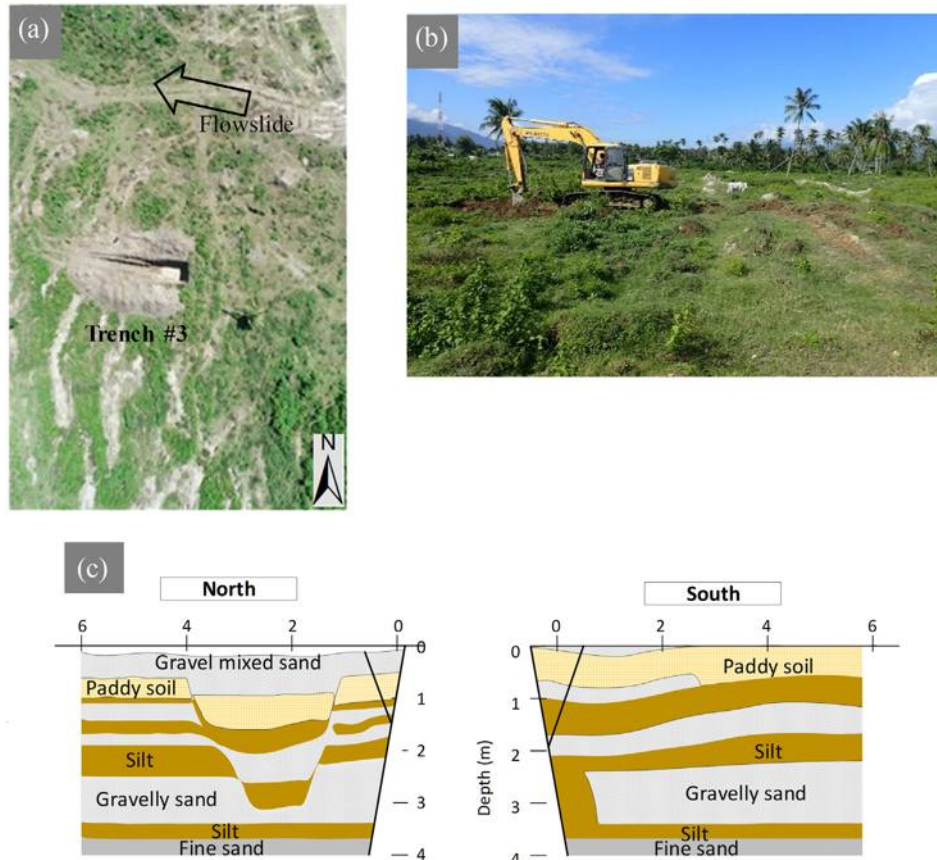 (a)
Flowslide
Trench #3
N
(b)
(c)
North
South
6 4 2 0
0 2 4 6
0
1
2
3
4
Gravel mixed sand
Paddy soil
Silt
Gravelly sand
Silt
Fine sand
Depth (m)
0
1
2
3
4
Paddy soil
Silt
Gravelly sand
Silt
Fine sand